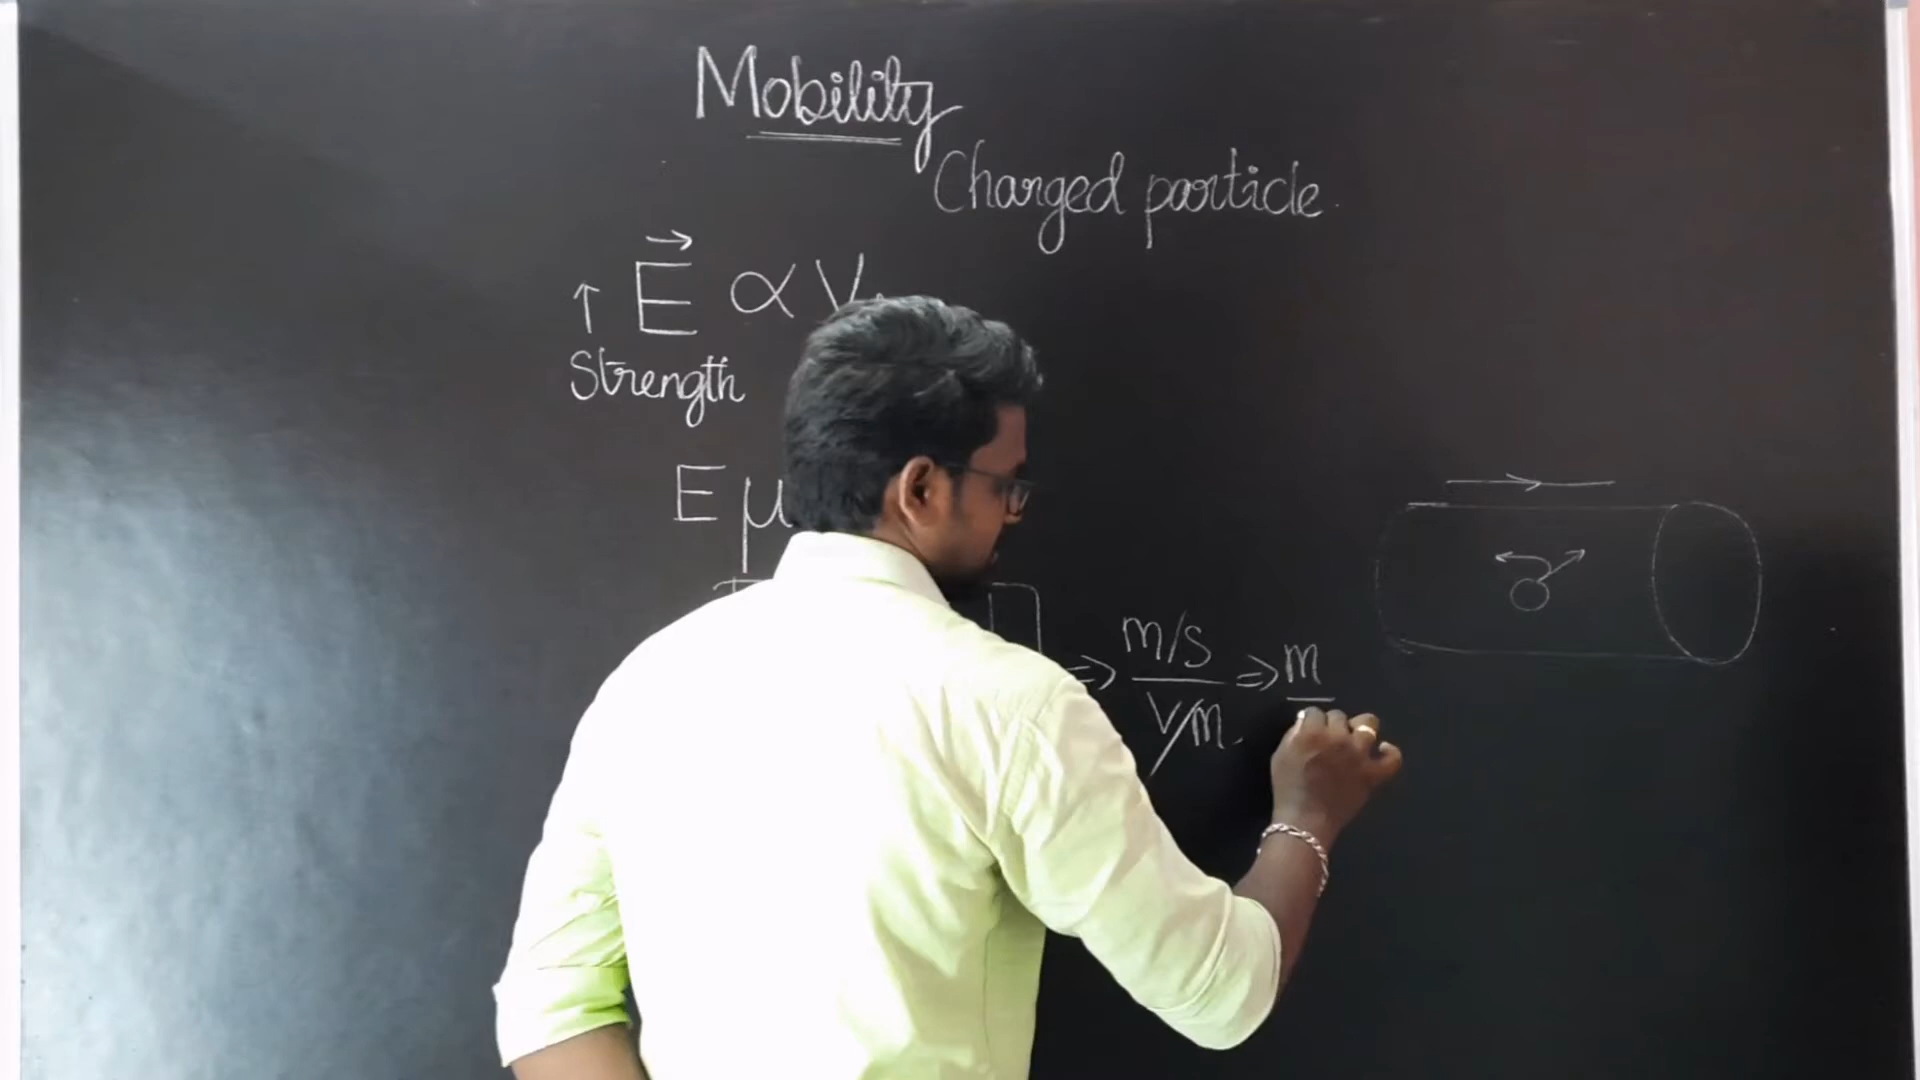 Mobility
Charged particle.
↑ E⃗ ∝ V
Strength
E μ
=> m/s / V/m. => m